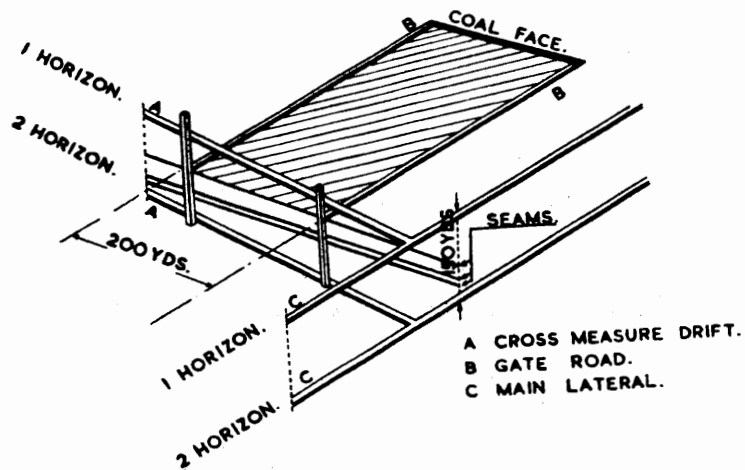 B COAL FACE.
1 HORIZON.
A
B
2 HORIZON.
A
200 YDS.
SEAMS
C
1 HORIZON.
A CROSS MEASURE DRIFT.
B GATE ROAD.
C MAIN LATERAL.
C
2 HORIZON.